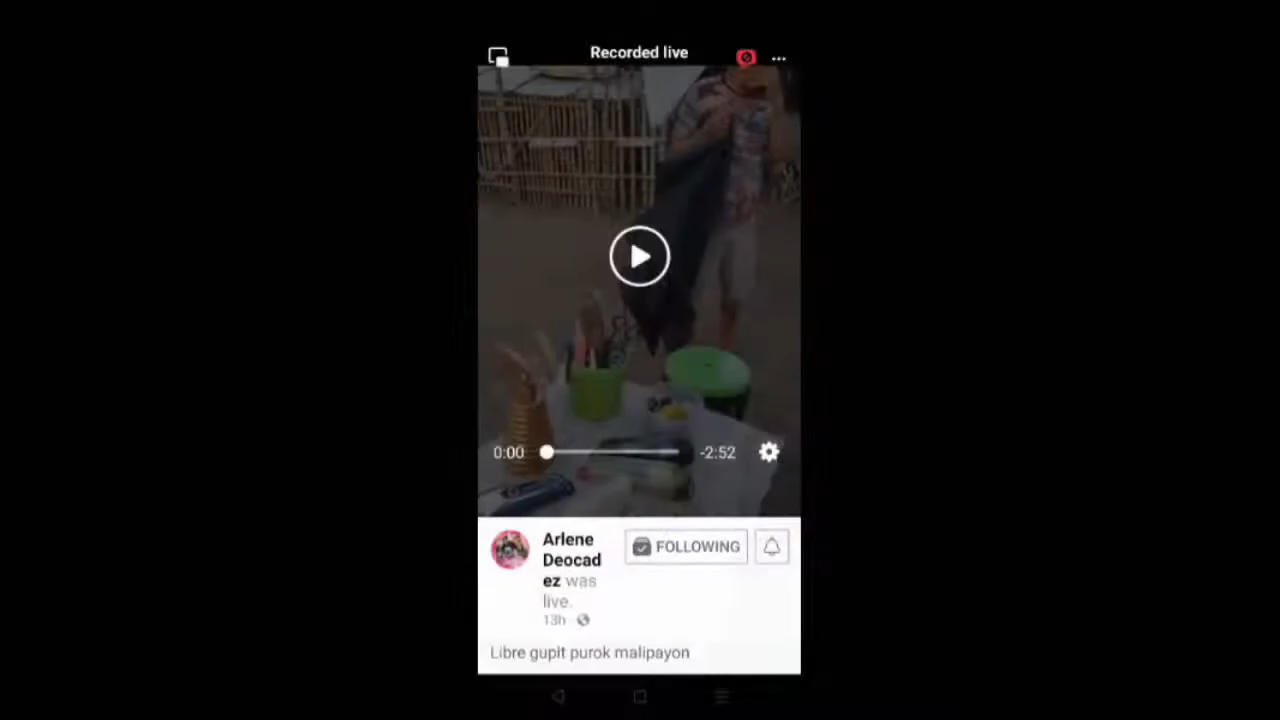 Recorded live
0:00
-2:52
Arlene
Deocad
ez was
live.
FOLLOWING
13h
Libre gupit purok malipayon